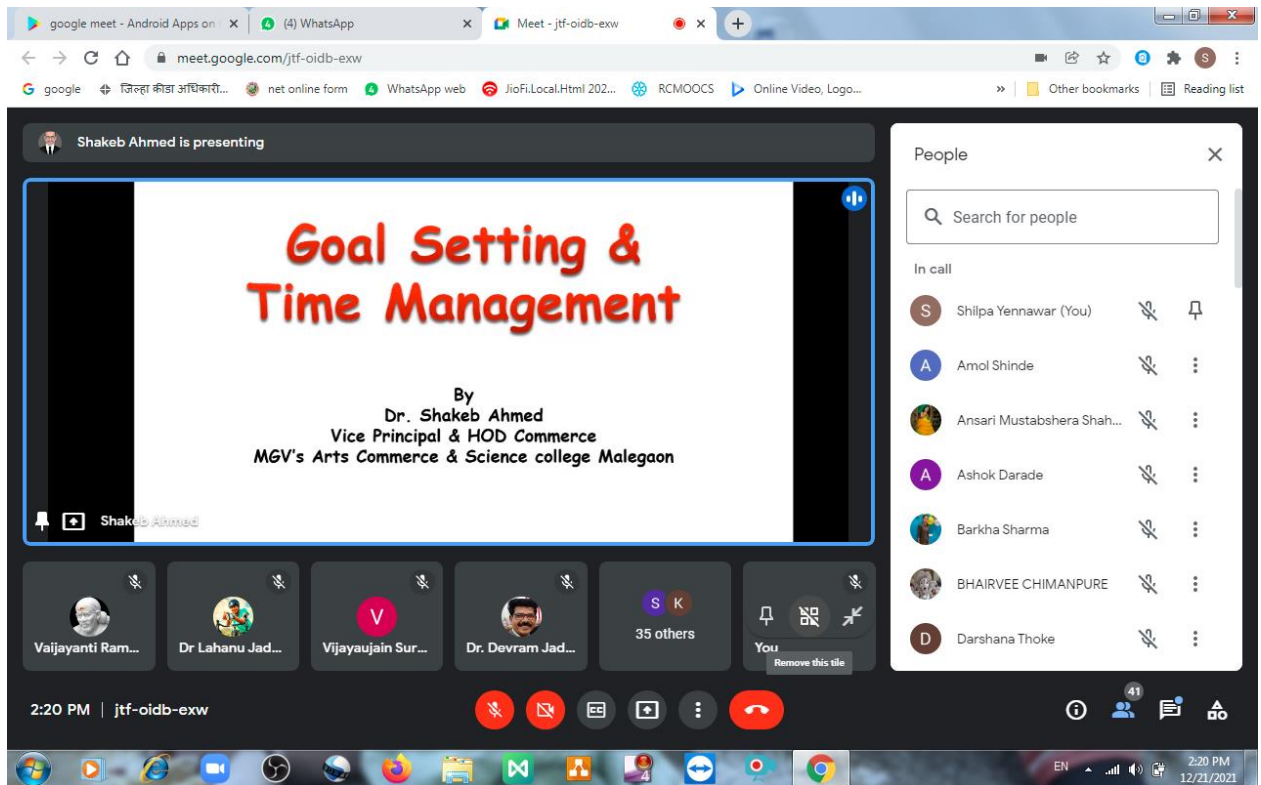 google meet - Android Apps on
(4) WhatsApp
Meet - jtf-oidb-exw
meet.google.com/jtf-oidb-exw
S
google
जिल्हा क्रीडा अधिकारी...
net online form
WhatsApp web
JioFi.Local.Html 202...
RCMOOCS
Online Video, Logo...
»
Other bookmarks
Reading list
Shakeb Ahmed is presenting
Goal Setting &
Time Management
By
Dr. Shakeb Ahmed
Vice Principal & HOD Commerce
MGV's Arts Commerce & Science college Malegaon
Shakeb Ahmed
Vaijayanti Ram...
Dr Lahanu Jad...
V
Vijayaujain Sur...
Dr. Devram Jad...
S K
35 others
You
Remove this tile
People
Search for people
In call
S
Shilpa Yennawar (You)
A
Amol Shinde
Ansari Mustabshera Shah...
A
Ashok Darade
Barkha Sharma
BHAIRVEE CHIMANPURE
D
Darshana Thoke
2:20 PM | jtf-oidb-exw
CC
41
EN
2:20 PM
12/21/2021